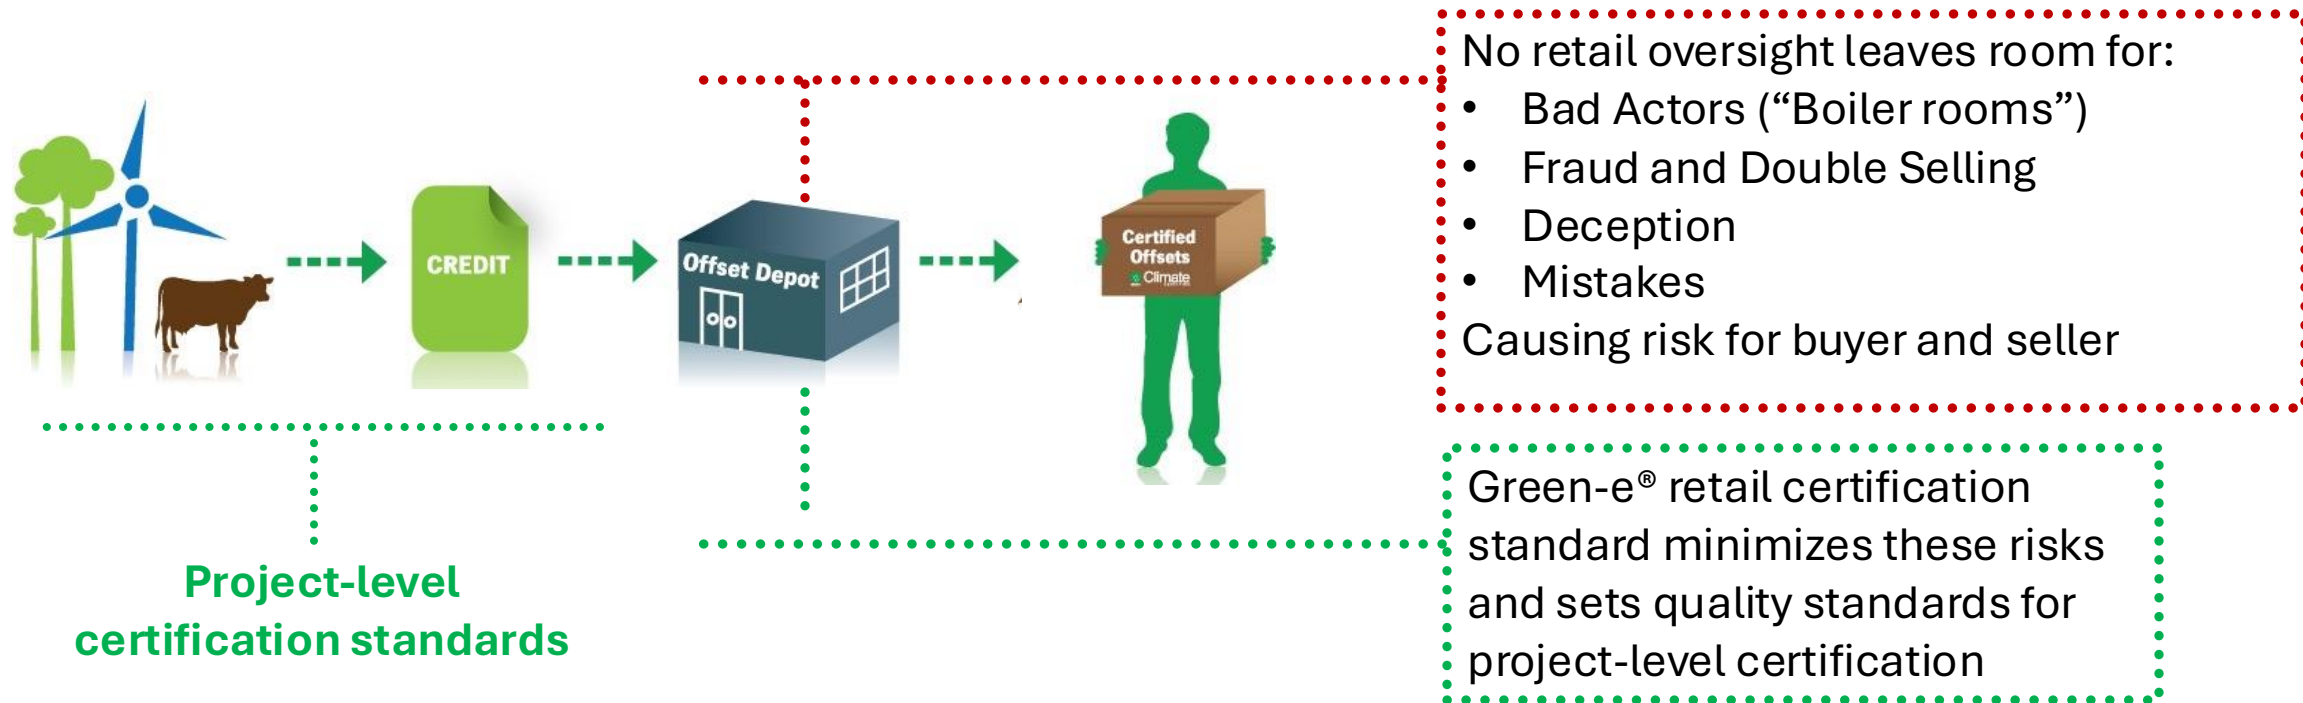 No retail oversight leaves room for:
• Bad Actors (“Boiler rooms”)
• Fraud and Double Selling
• Deception
• Mistakes
Causing risk for buyer and seller
CREDIT
Offset Depot
Certified
Offsets
Climate
Project-level
certification standards
Green-e® retail certification
standard minimizes these risks
and sets quality standards for
project-level certification